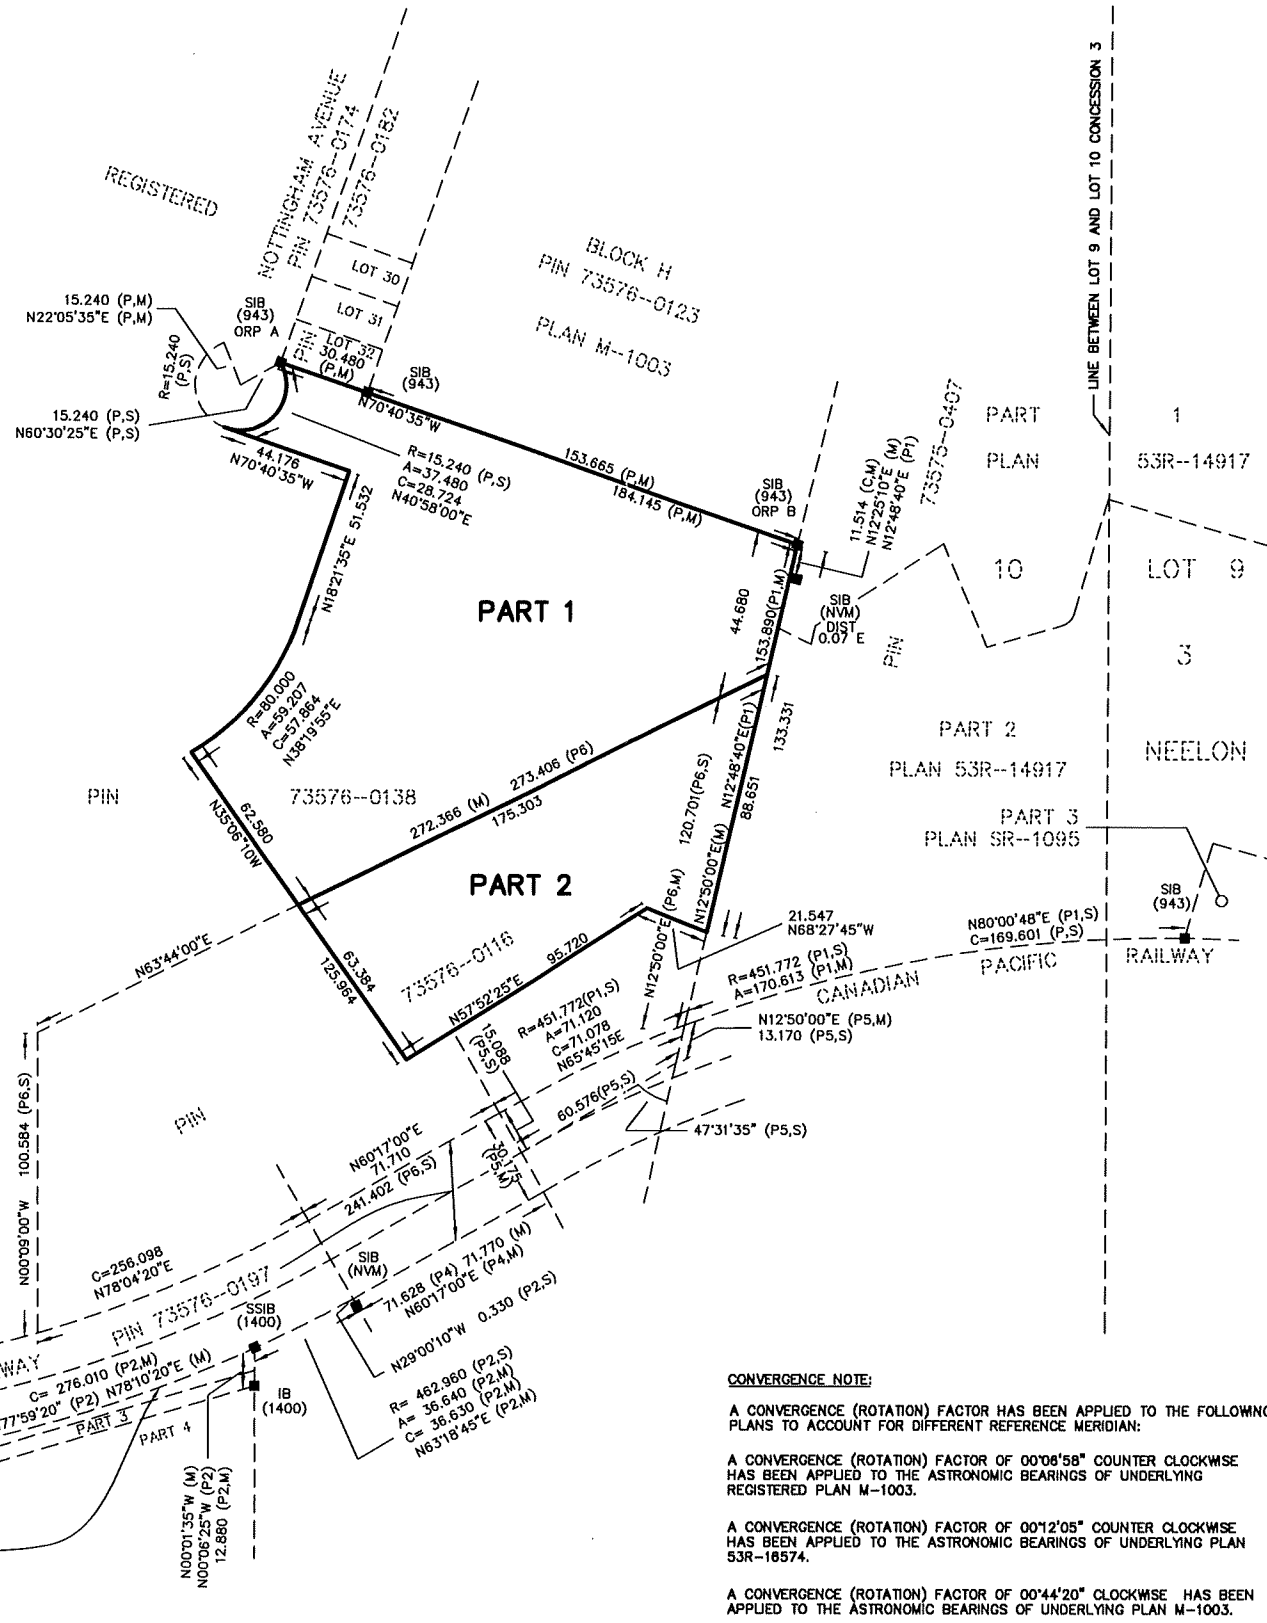 LINE BETWEEN LOT 9 AND LOT 10 CONCESSION 3
REGISTERED
NOTTINGHAM AVENUE
PIN 73576--0174
73576--0182
LOT 30
LOT 31
LOT 32
PIN
30.480
(P,M)
BLOCK H
PIN 73576--0123
PLAN M--1003
15.240 (P,M)
N22°05'35"E (P,M)
SIB
(943)
ORP A
R=15.240
(P,S)
15.240 (P,S)
N60°30'25"E (P,S)
SIB
(943)
N70°40'35"W
44.176
N70°40'35"W
R=15.240 (P,S)
A=37.480
C=28.724
N40°58'00"E
153.665 (P,M)
184.145 (P,M)
SIB
(943)
ORP B
11.514 (C,M)
N12°25'10"E (M)
N12°48'40"E (P1)
73575--0407
PART
1
PLAN
53R--14917
N18°21'35"E 51.532
PART 1
44.680
153.890(P1,M)
SIB
(NVM)
DIST
0.07 E
PIN
10
LOT 9
3
R=80.000
A=59.207
C=57.864
N38°19'55"E
PART 2
PLAN 53R--14917
NEELON
PIN
73576--0138
62.580
N35°06'10W
272.366 (M)
273.406 (P6)
175.303
120.701(P6,S)
N12°48'40"E(P1)
133.331
88.651
N12°50'00"E(M)
PART 3
PLAN SR--1095
PART 2
SIB
(943)
N63°44'00"E
63.384
125.964
73576--0116
N57°52'25"E
95.720
N12°50'00"E (P6,M)
21.547
N68°27'45"W
N80°00'48"E (P1,S)
C=169.601 (P,S)
R=451.772 (P1,S)
A=170.613 (P1,M)
CANADIAN
PACIFIC
RAILWAY
15.088
(P5,S)
R=451.772(P1,S)
A=71.120
C=71.078
N65°45'15E
N12°50'00"E (P5,M)
13.170 (P5,S)
N00°09'00"W 100.584 (P6,S)
PIN
60.576(P5,S)
47°31'35" (P5,S)
N60°17'00"E
71.710
241.402 (P6,S)
30.175
(P5,M)
C=256.098
N78°04'20"E
PIN 73576--0197
SIB
(NVM)
71.628 (P4) 71.770 (M)
N60°17'00"E (P4,M)
SSIB
(1400)
N29°00'10"W 0.330 (P2,S)
WAY
C= 276.010 (P2,M)
77°59'20" (P2) N78°10'20"E (M)
PART 3
PART 4
IB
(1400)
R= 462.960 (P2,S)
A= 36.640 (P2,M)
C= 36.630 (P2,M)
N63°18'45"E (P2,M)
N00°01'35"W (M)
N00°06'25"W (P2)
12.880 (P2,M)
CONVERGENCE NOTE:
A CONVERGENCE (ROTATION) FACTOR HAS BEEN APPLIED TO THE FOLLOWING
PLANS TO ACCOUNT FOR DIFFERENT REFERENCE MERIDIAN:
A CONVERGENCE (ROTATION) FACTOR OF 00°08'58" COUNTER CLOCKWISE
HAS BEEN APPLIED TO THE ASTRONOMIC BEARINGS OF UNDERLYING
REGISTERED PLAN M-1003.
A CONVERGENCE (ROTATION) FACTOR OF 00°12'05" COUNTER CLOCKWISE
HAS BEEN APPLIED TO THE ASTRONOMIC BEARINGS OF UNDERLYING PLAN
53R-16574.
A CONVERGENCE (ROTATION) FACTOR OF 00°44'20" CLOCKWISE HAS BEEN
APPLIED TO THE ASTRONOMIC BEARINGS OF UNDERLYING PLAN M-1003.